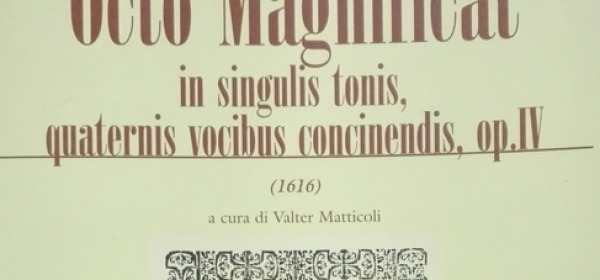 Octo Magnificat
in singulis tonis,
quaternis vocibus concinendis, op.IV
(1616)
a cura di Valter Matticoli